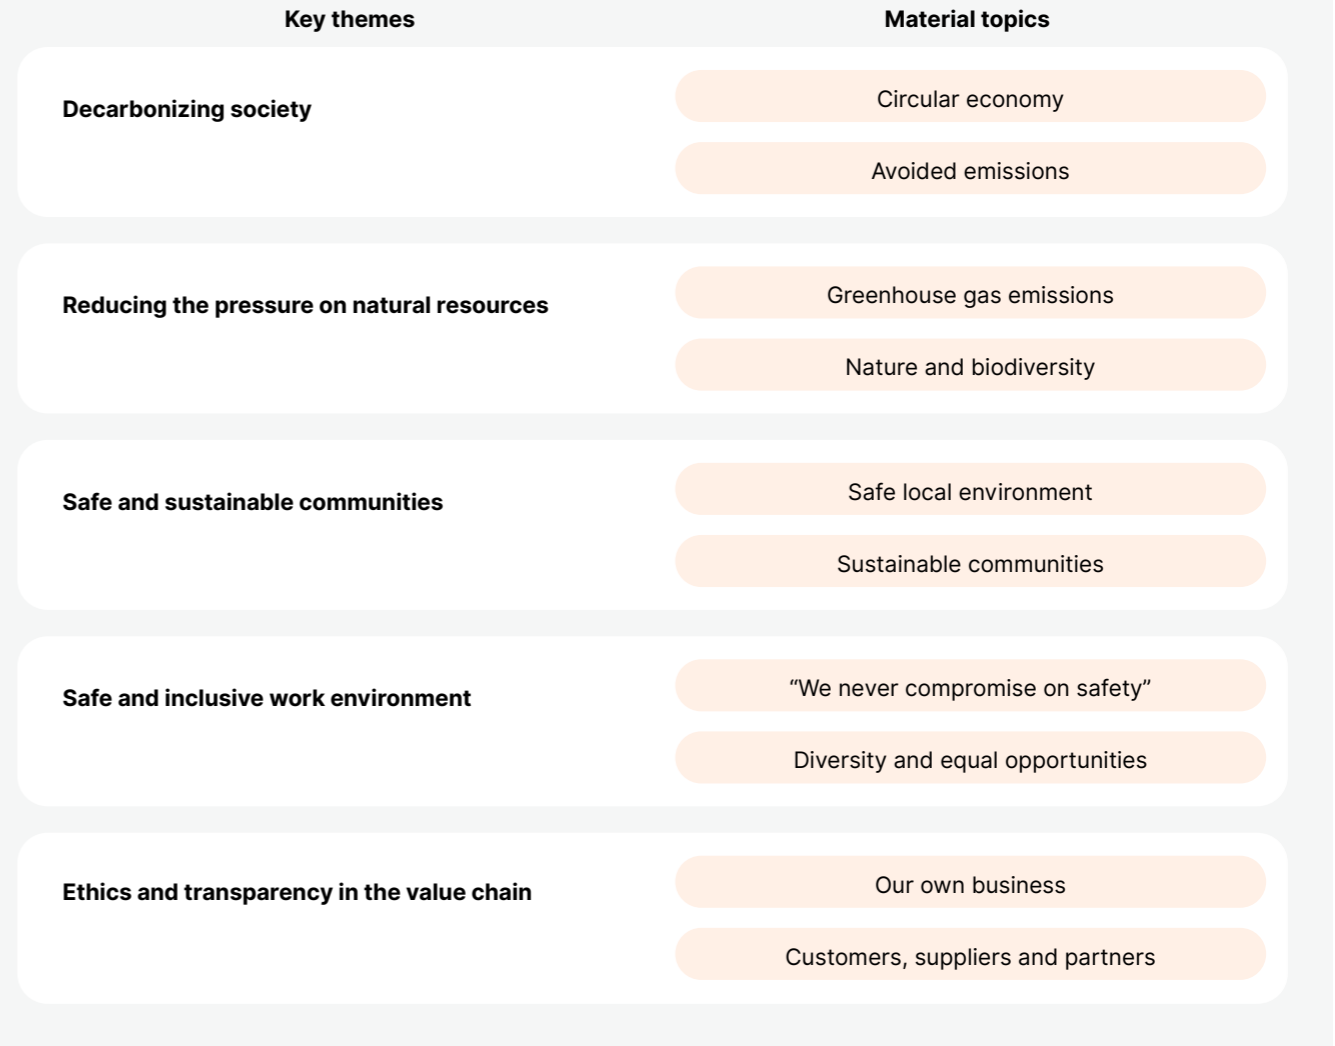 Key themes
Material topics
Decarbonizing society
Circular economy
Avoided emissions
Reducing the pressure on natural resources
Greenhouse gas emissions
Nature and biodiversity
Safe and sustainable communities
Safe local environment
Sustainable communities
Safe and inclusive work environment
“We never compromise on safety”
Diversity and equal opportunities
Ethics and transparency in the value chain
Our own business
Customers, suppliers and partners